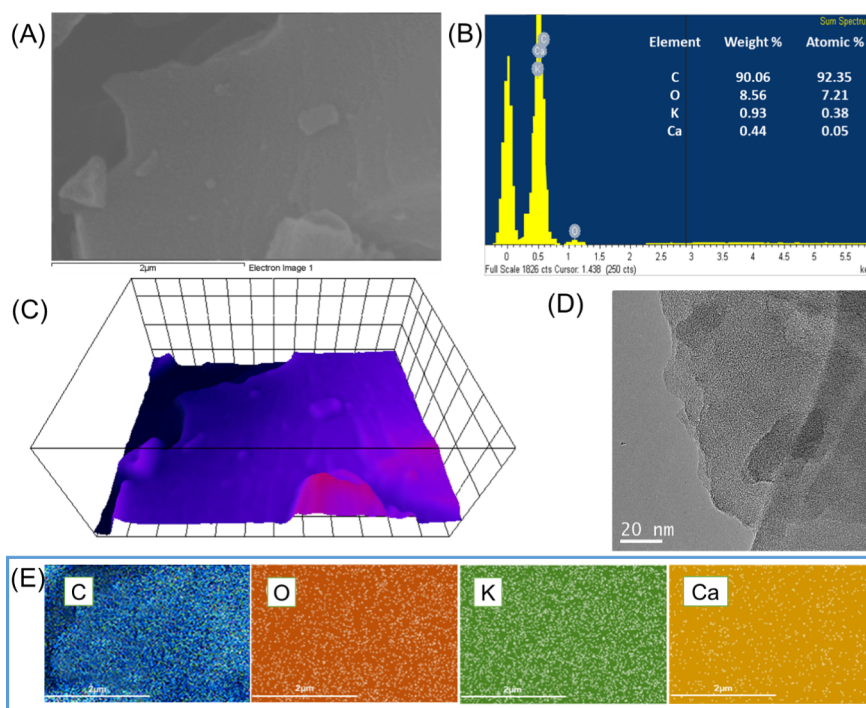 (A)
2µm Electron Image 1
(B)
Sum Spectru
Element Weight % Atomic %
C 90.06 92.35
O 8.56 7.21
K 0.93 0.38
Ca 0.44 0.05
C
Ca
K
O
0 0.5 1 1.5 2 2.5 3 3.5 4 4.5 5 5.5
Full Scale 1826 cts Cursor: 1.438 (250 cts) ke
(C)
(D)
20 nm
(E)
C O K Ca
2µm 2µm 2µm 2µm